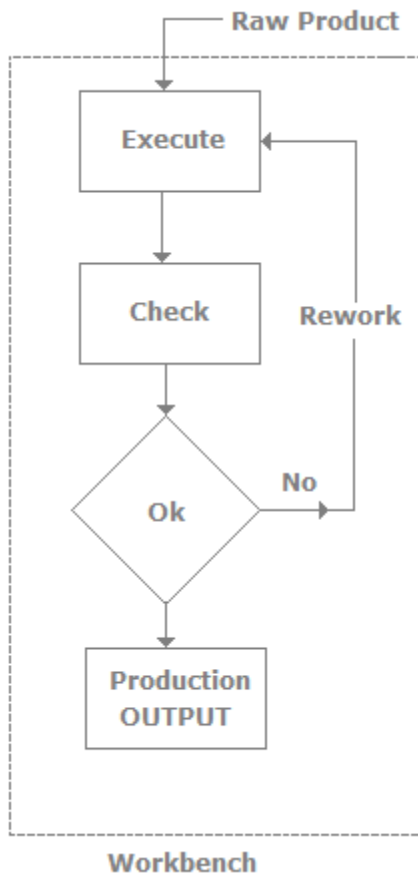 Raw Product
Execute
Check
Rework
No
Ok
Production
OUTPUT
Workbench